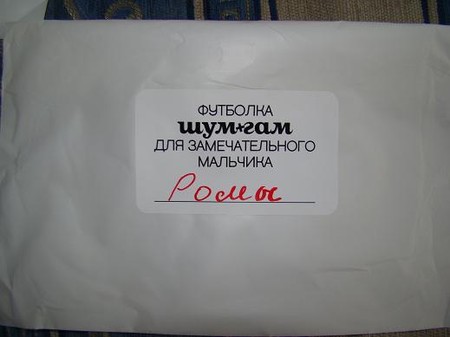 ФУТБОЛКА
шум+гам
ДЛЯ ЗАМЕЧАТЕЛЬНОГО
МАЛЬЧИКА
Ромы